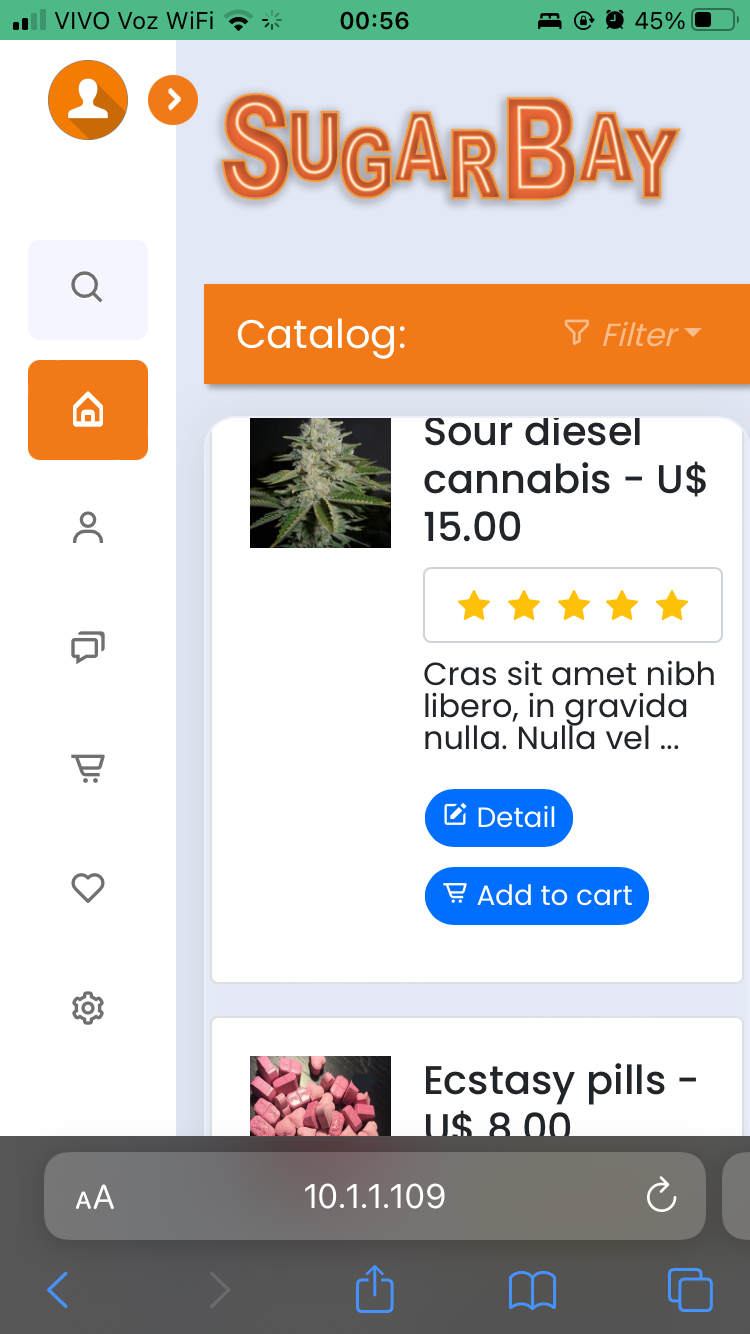 VIVO Voz WiFi 00:56 45%
SUGARBAY
Catalog: Filter
Sour diesel
cannabis - U$
15.00
Cras sit amet nibh
libero, in gravida
nulla. Nulla vel ...
Detail
Add to cart
Ecstasy pills -
U$ 8.00
AA 10.1.1.109